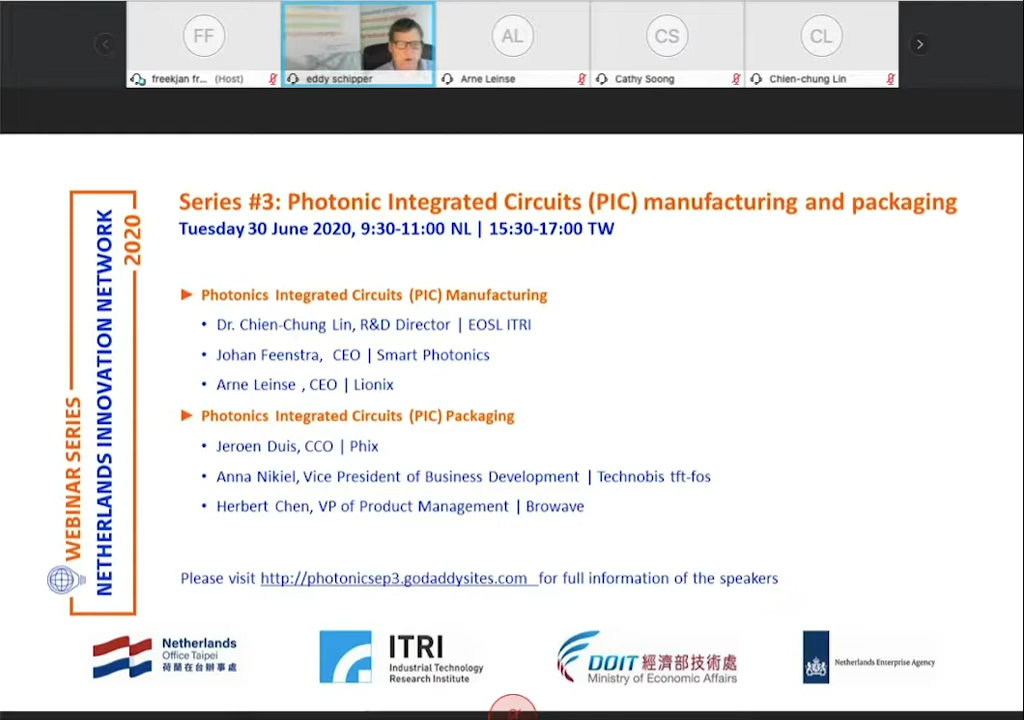 FF
AL
CS
CL
freekjan fr... (Host)
eddy schipper
Arne Leinse
Cathy Soong
Chien-chung Lin
WEBINAR SERIES
NETHERLANDS INNOVATION NETWORK
2020
Series #3: Photonic Integrated Circuits (PIC) manufacturing and packaging
Tuesday 30 June 2020, 9:30-11:00 NL | 15:30-17:00 TW
► Photonics Integrated Circuits (PIC) Manufacturing
• Dr. Chien-Chung Lin, R&D Director | EOSL ITRI
• Johan Feenstra, CEO | Smart Photonics
• Arne Leinse , CEO | Lionix
► Photonics Integrated Circuits (PIC) Packaging
• Jeroen Duis, CCO | Phix
• Anna Nikiel, Vice President of Business Development | Technobis tft-fos
• Herbert Chen, VP of Product Management | Browave
Please visit http://photonicsep3.godaddysites.com for full information of the speakers
Netherlands
Office Taipei
荷蘭在台辦事處
ITRI
Industrial Technology
Research Institute
DOIT 經濟部技術處
Ministry of Economic Affairs
Netherlands Enterprise Agency